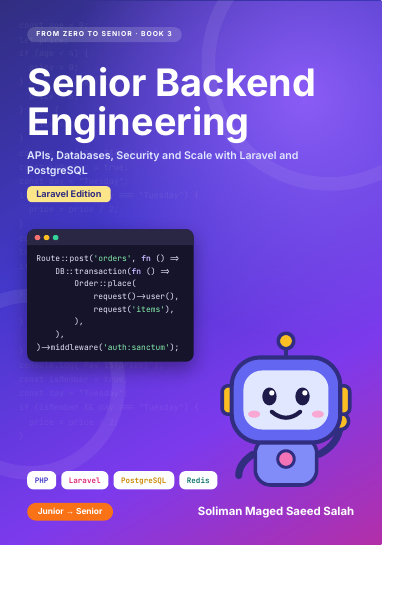 FROM ZERO TO SENIOR · BOOK 3
Senior Backend
Engineering
APIs, Databases, Security and Scale with Laravel and
PostgreSQL
Laravel Edition
Route::post('orders', fn () ⇒
DB::transaction(fn () ⇒
Order::place(
request()→user(),
request('items'),
),
),
)→middleware('auth:sanctum');
PHP
Laravel
PostgreSQL
Redis
Junior → Senior
Soliman Maged Saeed Salah